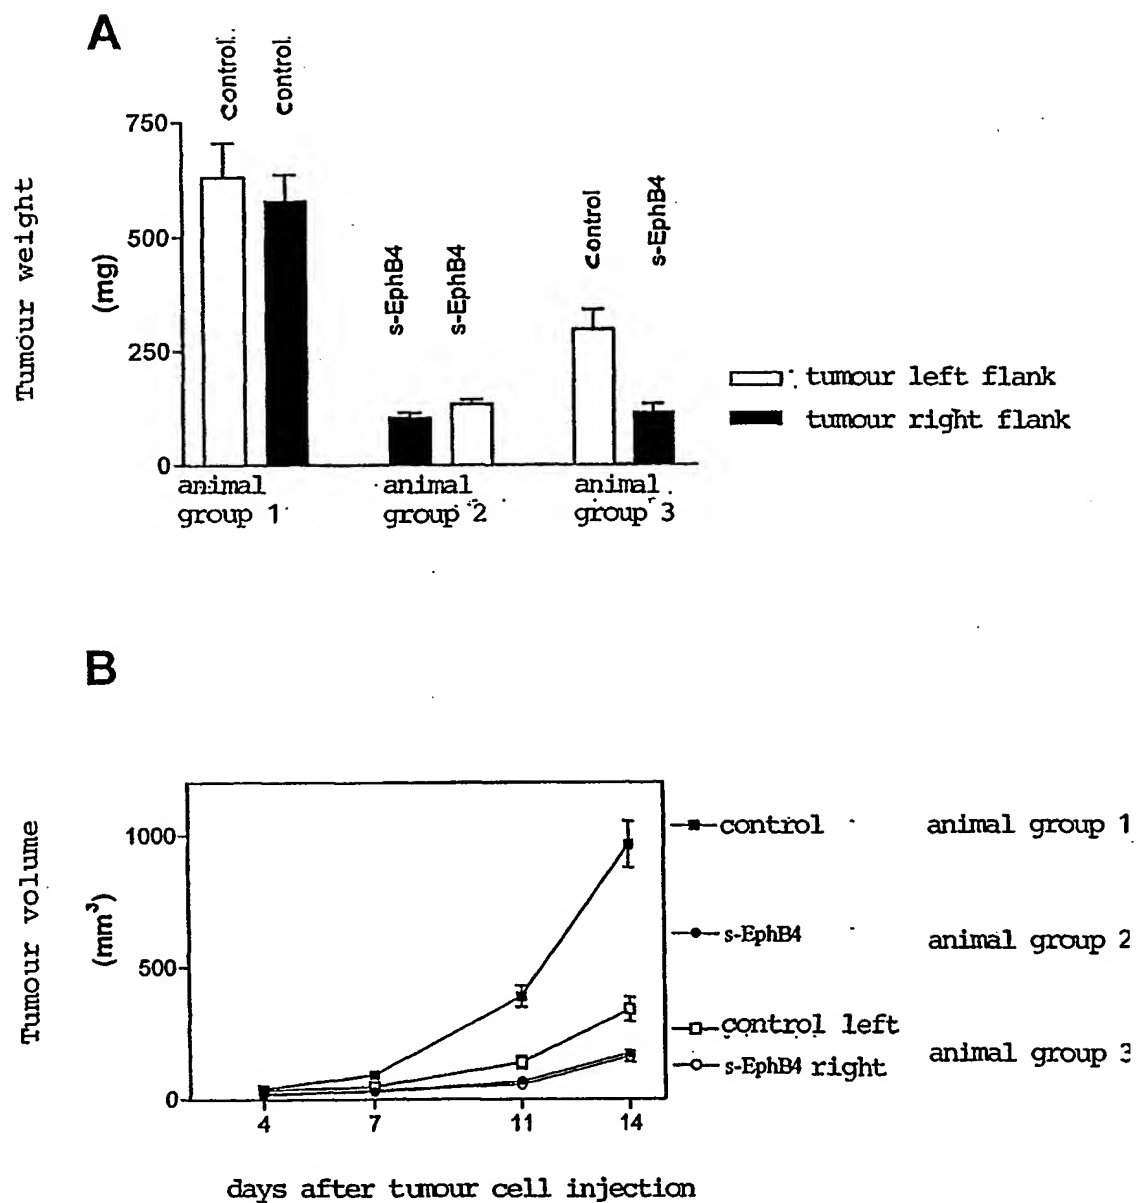 A
control
control
750
500
250
0
Tumour weight
(mg)
s-EphB4
s-EphB4
control
s-EphB4
tumour left flank
tumour right flank
animal group 1
animal group 2
animal group 3
B
Tumour volume
(mm³)
1000
500
0
4 7 11 14
days after tumour cell injection
control animal group 1
s-EphB4 animal group 2
control left
s-EphB4 right
animal group 3